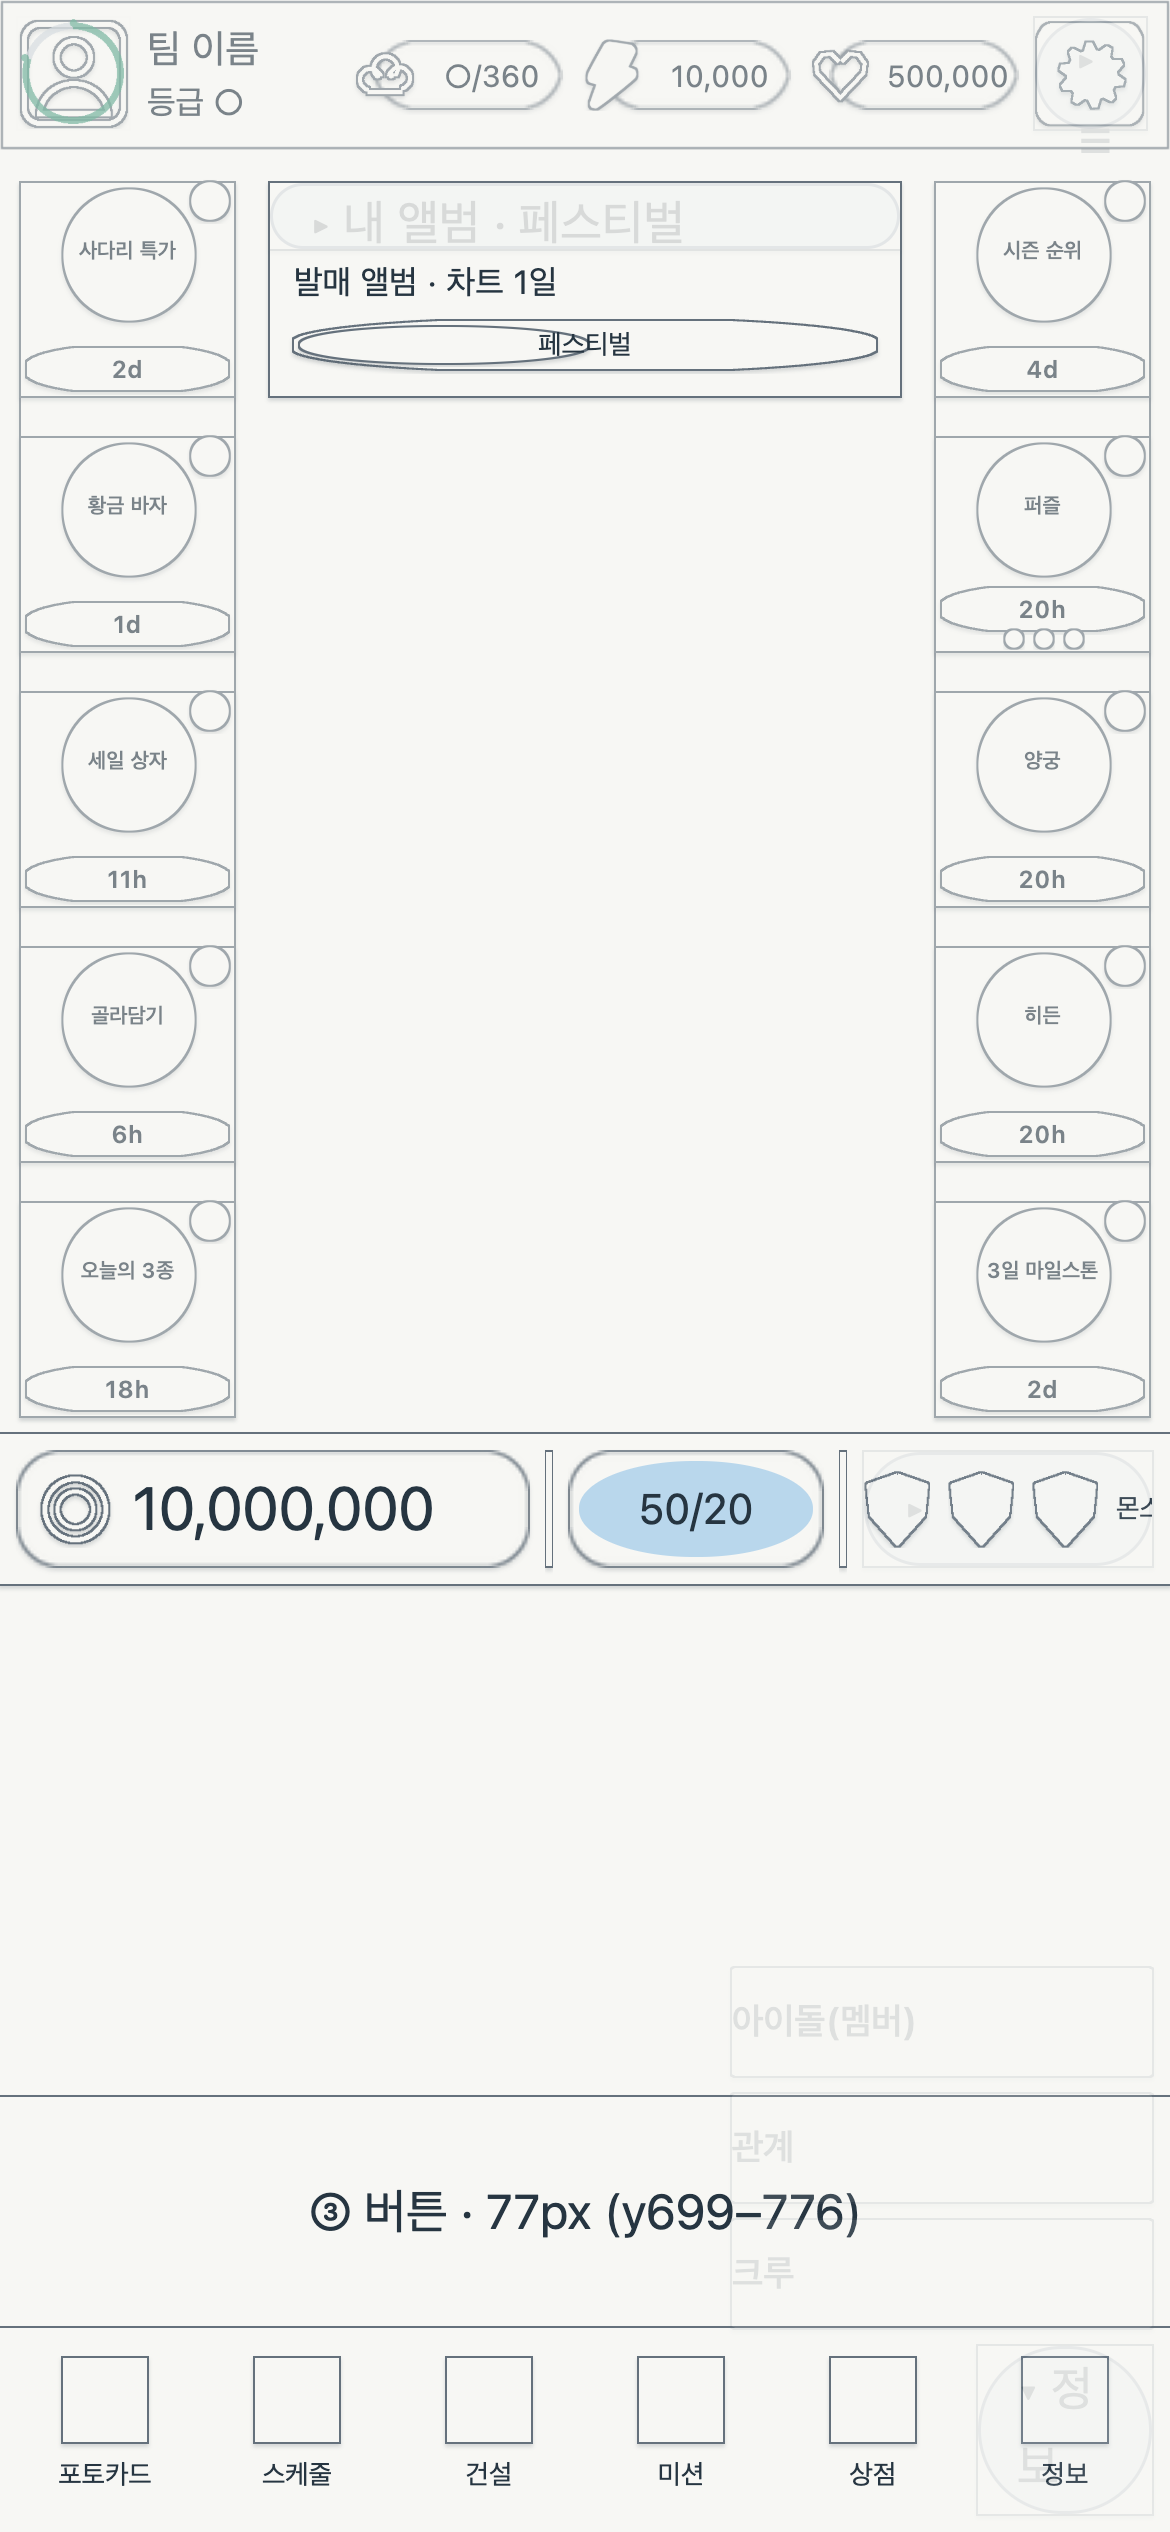 팀 이름
등급 ○
○/360
10,000
500,000
▸ 내 앨범 · 페스티벌
발매 앨범 · 차트 1일
페스티벌
사다리 특가
2d
황금 바자
1d
세일 상자
11h
골라담기
6h
오늘의 3종
18h
시즌 순위
4d
퍼즐
20h
양궁
20h
히든
20h
3일 마일스톤
2d
10,000,000
50/20
몬스
아이돌(멤버)
관계
크루
③ 버튼 · 77px (y699–776)
▾ 정보
포토카드
스케줄
건설
미션
상점
정보